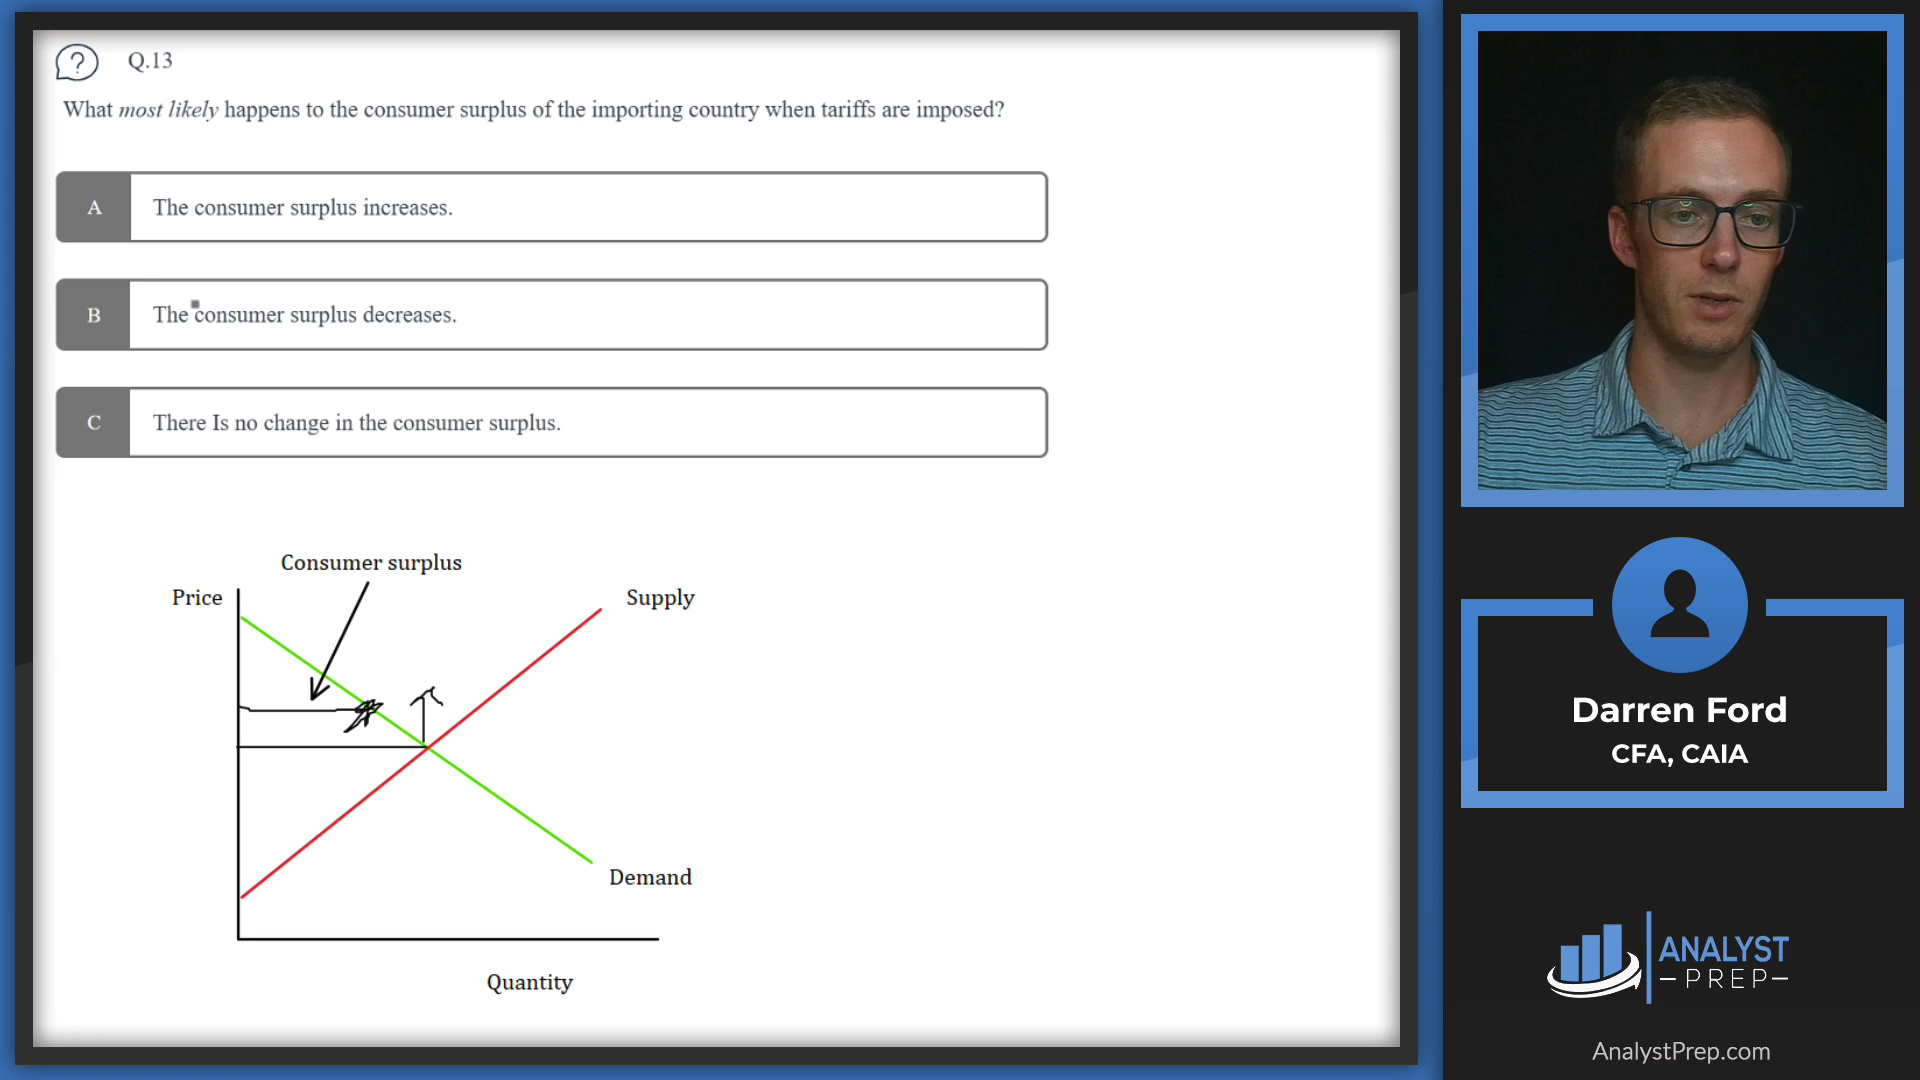 Q.13
What most likely happens to the consumer surplus of the importing country when tariffs are imposed?
A
The consumer surplus increases.
B
The consumer surplus decreases.
C
There Is no change in the consumer surplus.
Consumer surplus
Price
Supply
Demand
Quantity
Darren Ford
CFA, CAIA
ANALYST
PREP
AnalystPrep.com